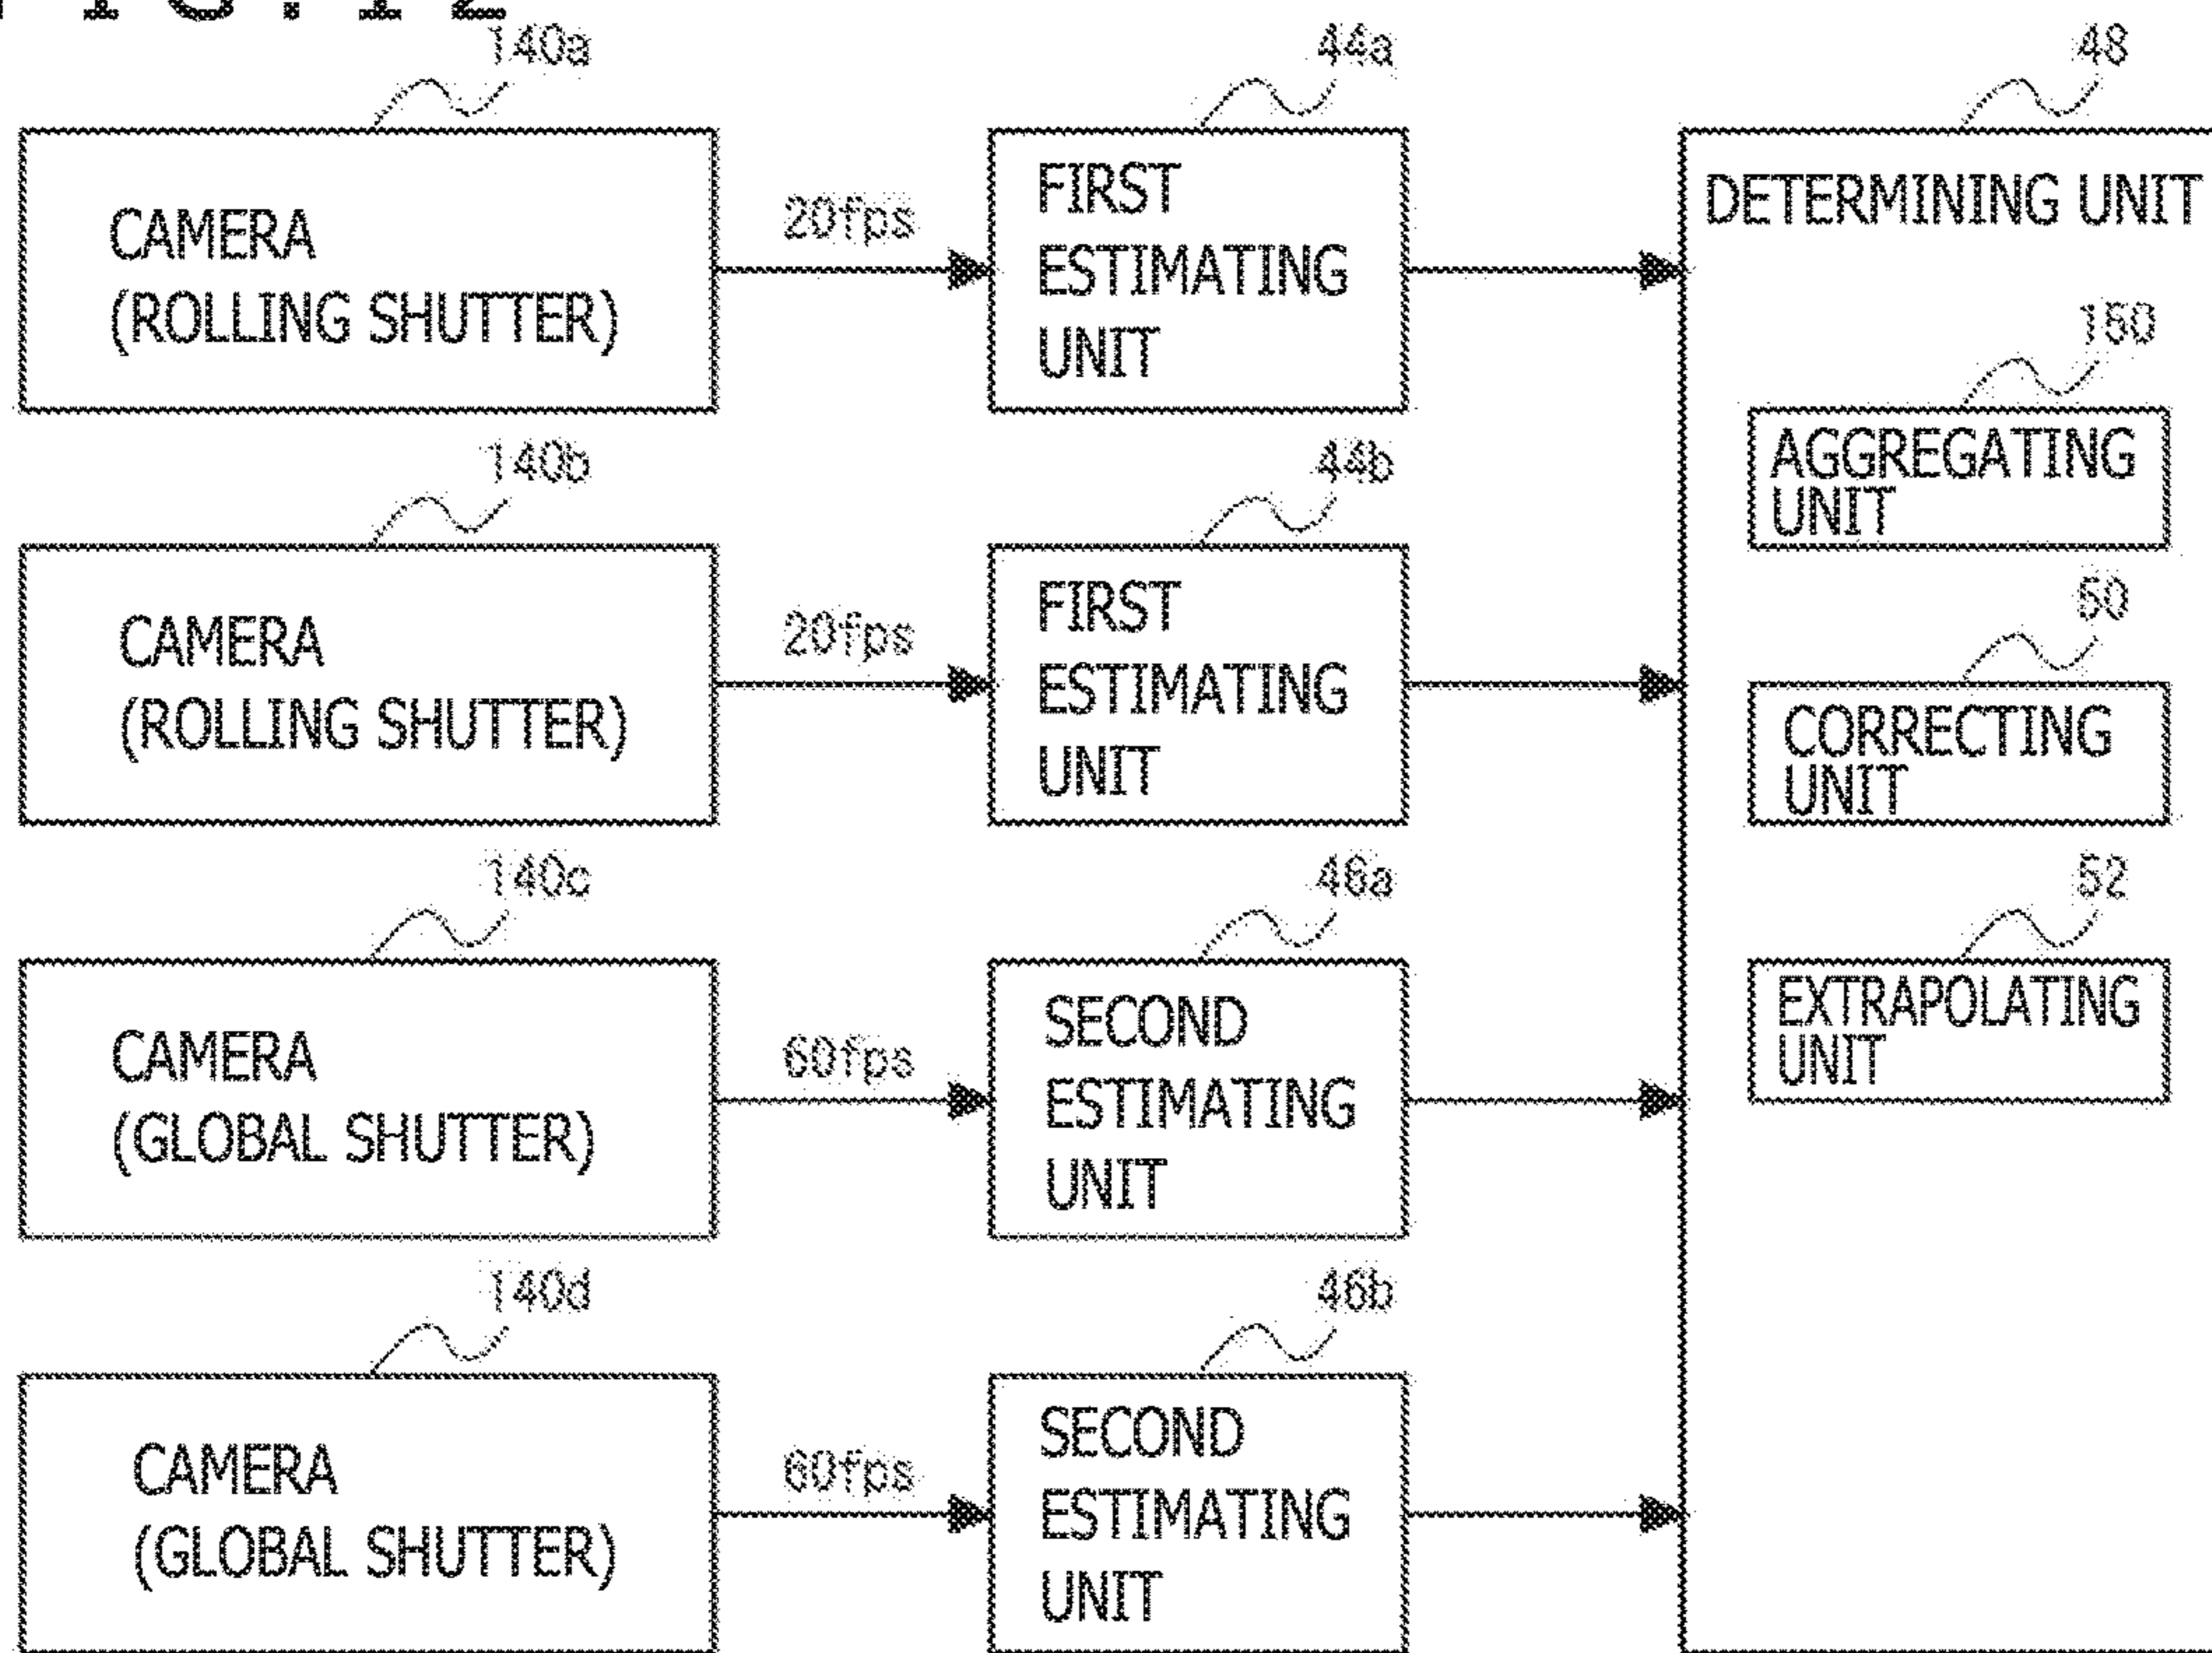 FIG.12
140a
44a
48
CAMERA
(ROLLING SHUTTER)
20fps
FIRST
ESTIMATING
UNIT
DETERMINING UNIT
150
AGGREGATING
UNIT
140b
44b
CAMERA
(ROLLING SHUTTER)
20fps
FIRST
ESTIMATING
UNIT
50
CORRECTING
UNIT
140c
46a
52
CAMERA
(GLOBAL SHUTTER)
60fps
SECOND
ESTIMATING
UNIT
EXTRAPOLATING
UNIT
140d
46b
CAMERA
(GLOBAL SHUTTER)
60fps
SECOND
ESTIMATING
UNIT